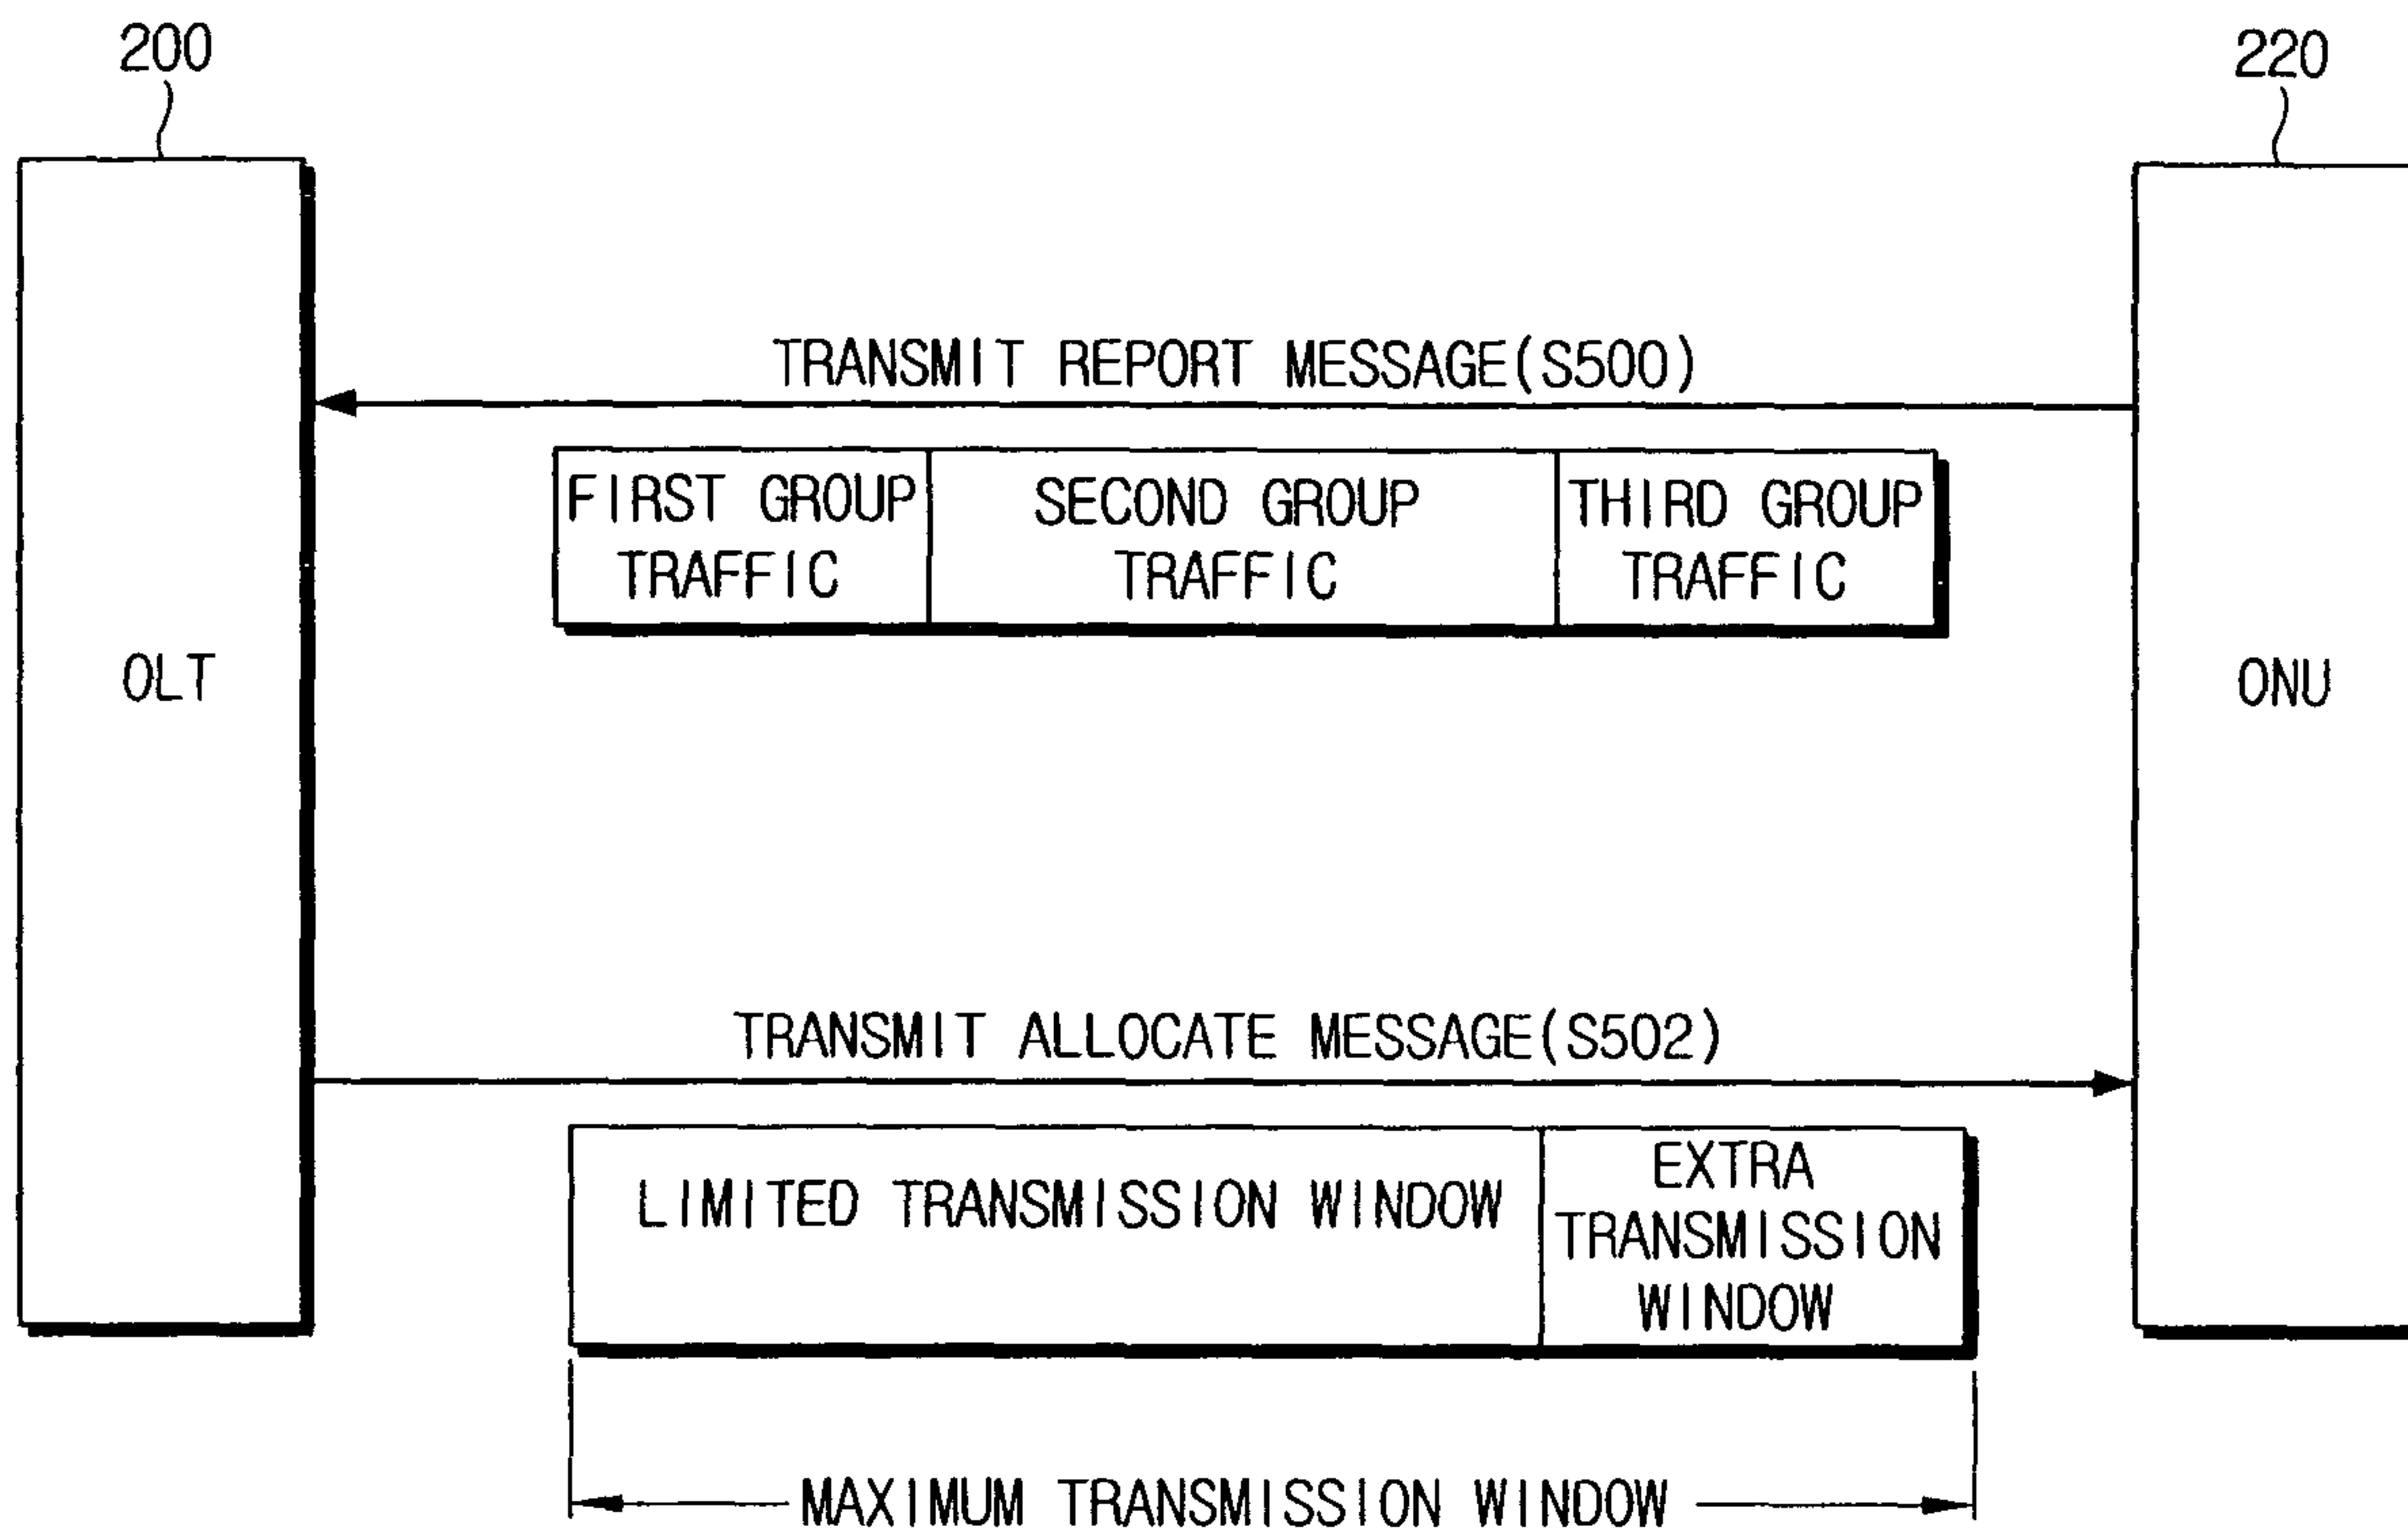 200
220
TRANSMIT REPORT MESSAGE(S500)
FIRST GROUP
TRAFFIC
SECOND GROUP
TRAFFIC
THIRD GROUP
TRAFFIC
OLT
ONU
TRANSMIT ALLOCATE MESSAGE(S502)
LIMITED TRANSMISSION WINDOW
EXTRA
TRANSMISSION
WINDOW
MAXIMUM TRANSMISSION WINDOW